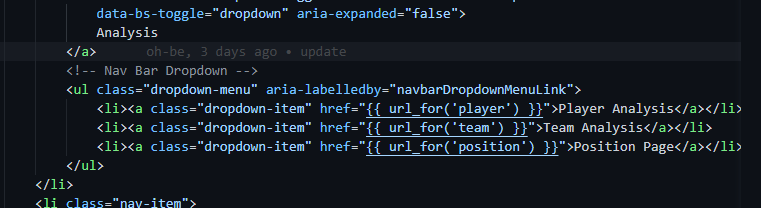 data-bs-toggle="dropdown" aria-expanded="false">
Analysis
</a> oh-be, 3 days ago • update
<!-- Nav Bar Dropdown -->
<ul class="dropdown-menu" aria-labelledby="navbarDropdownMenuLink">
<li><a class="dropdown-item" href="{{ url_for('player') }}">Player Analysis</a></li>
<li><a class="dropdown-item" href="{{ url_for('team') }}">Team Analysis</a></li>
<li><a class="dropdown-item" href="{{ url_for('position') }}">Position Page</a></li>
</ul>
</li>
<li class="nav-item">